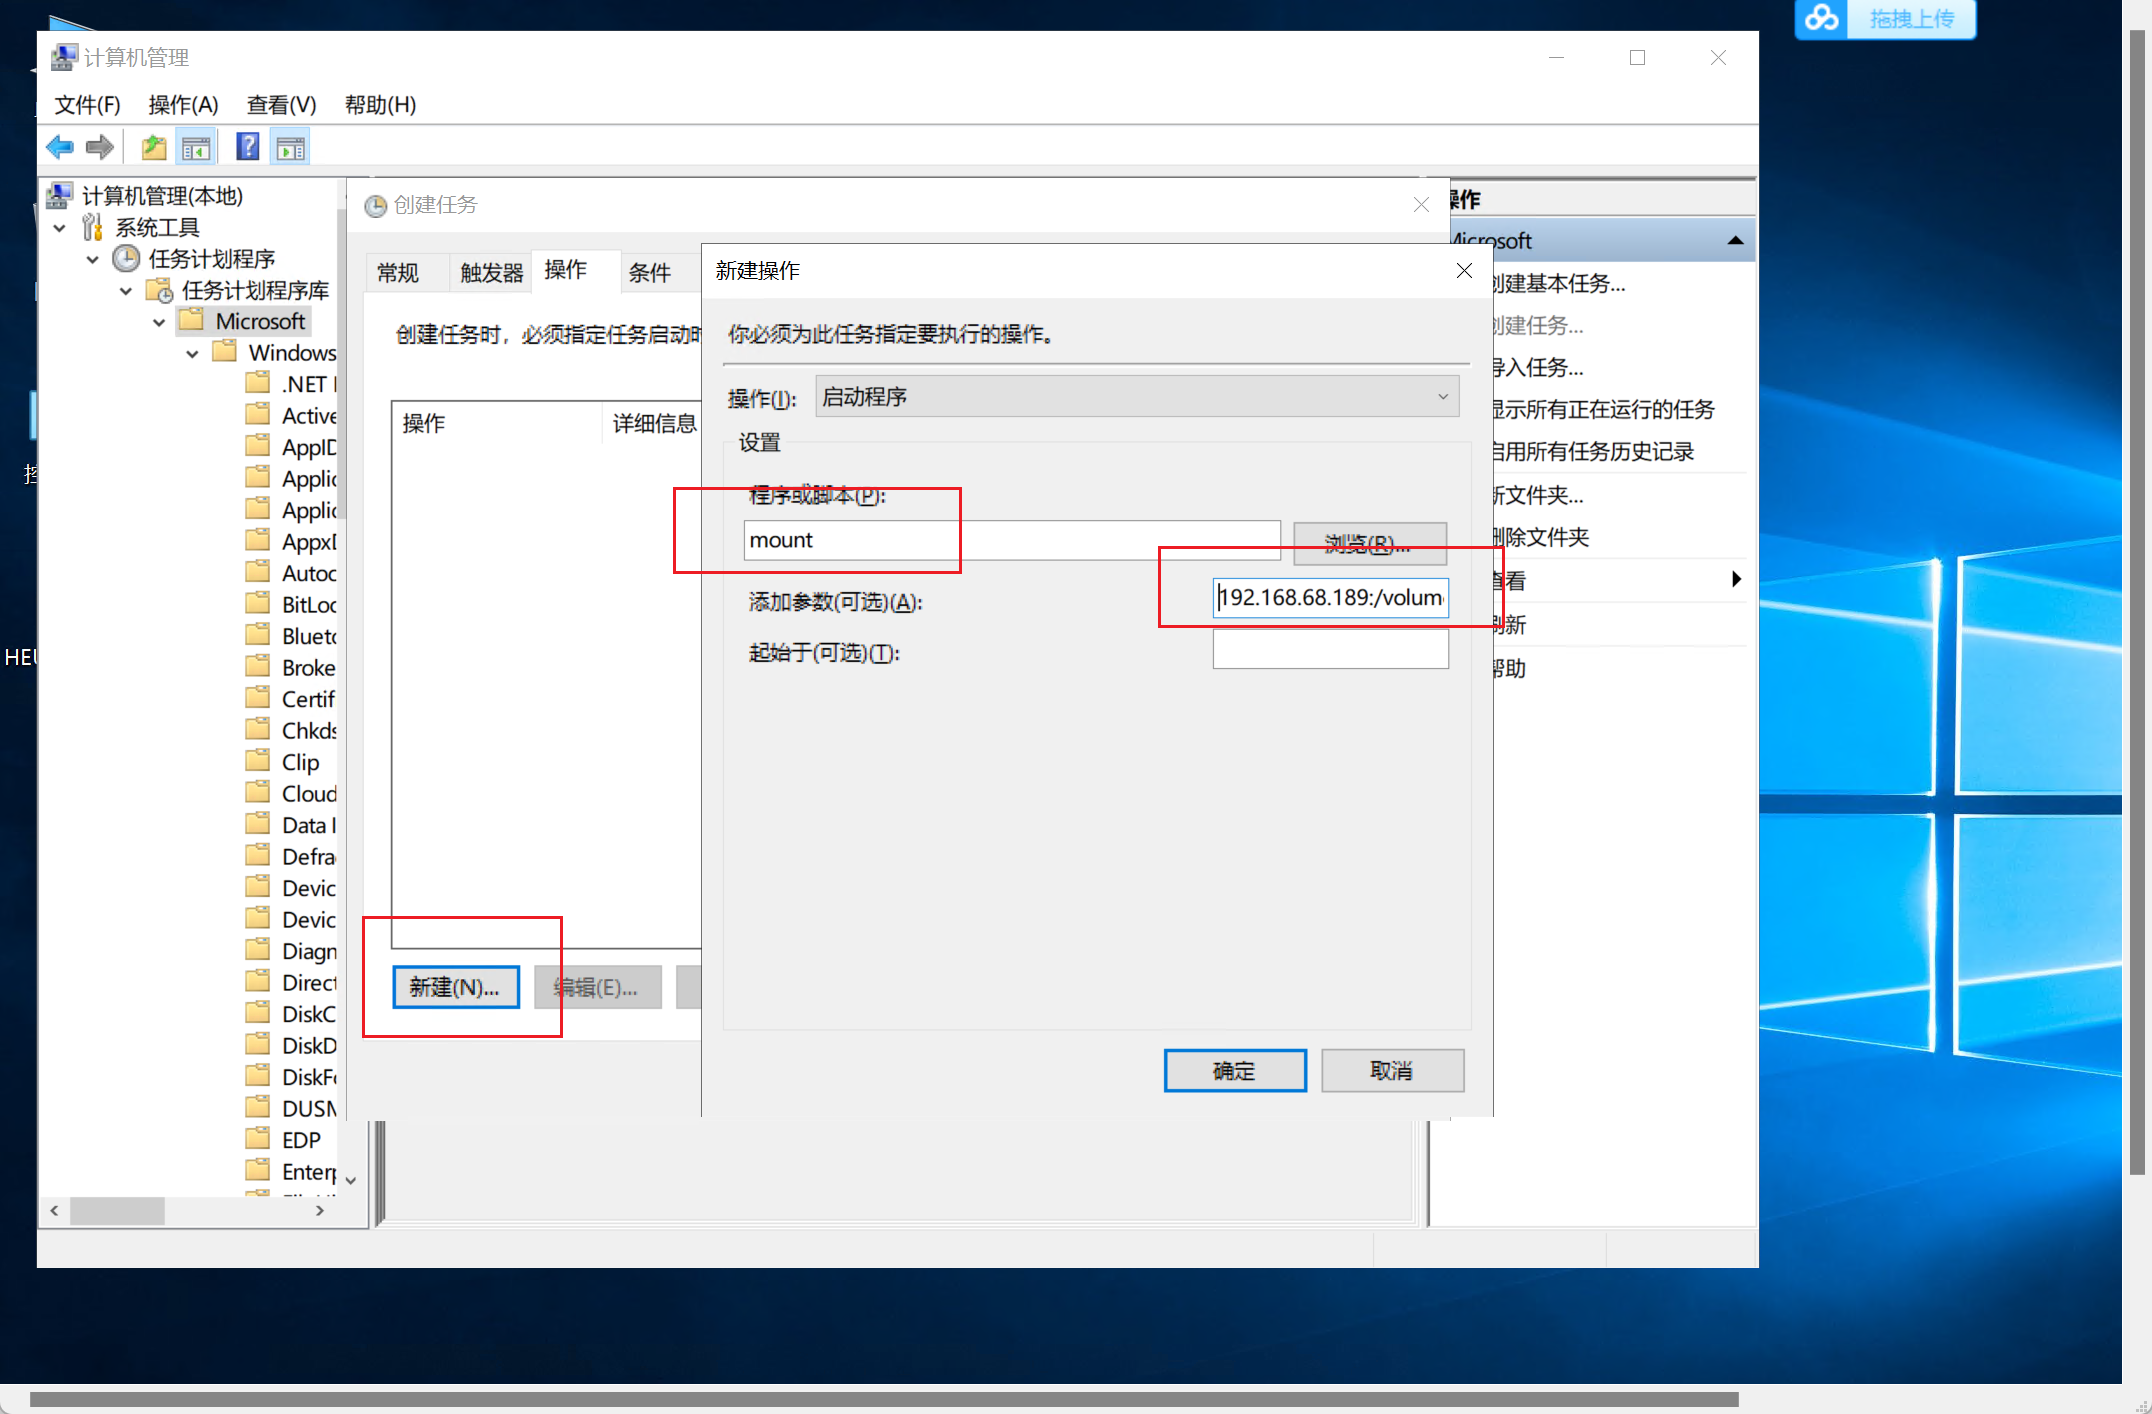 拖拽上传
计算机管理
文件(F) 操作(A) 查看(V) 帮助(H)
计算机管理(本地)
系统工具
任务计划程序
任务计划程序库
Microsoft
Windows
.NET
Active
AppID
Applic
Applic
AppxD
Autoc
BitLoc
Blueto
Broke
Certif
Chkds
Clip
Cloud
Data I
Defra
Devic
Devic
Diagn
Direct
DiskC
DiskD
DiskFo
DUSM
EDP
Enterp
创建任务
常规 触发器 操作 条件
创建任务时，必须指定任务启动时
操作 详细信息
新建(N)... 编辑(E)...
新建操作
你必须为此任务指定要执行的操作。
操作(I): 启动程序
设置
程序或脚本(P):
mount 浏览(R)...
添加参数(可选)(A): 192.168.68.189:/volum
起始于(可选)(T):
确定 取消
操作
Microsoft
创建基本任务...
创建任务...
导入任务...
显示所有正在运行的任务
启用所有任务历史记录
新文件夹...
删除文件夹
查看
刷新
帮助
控
HEU